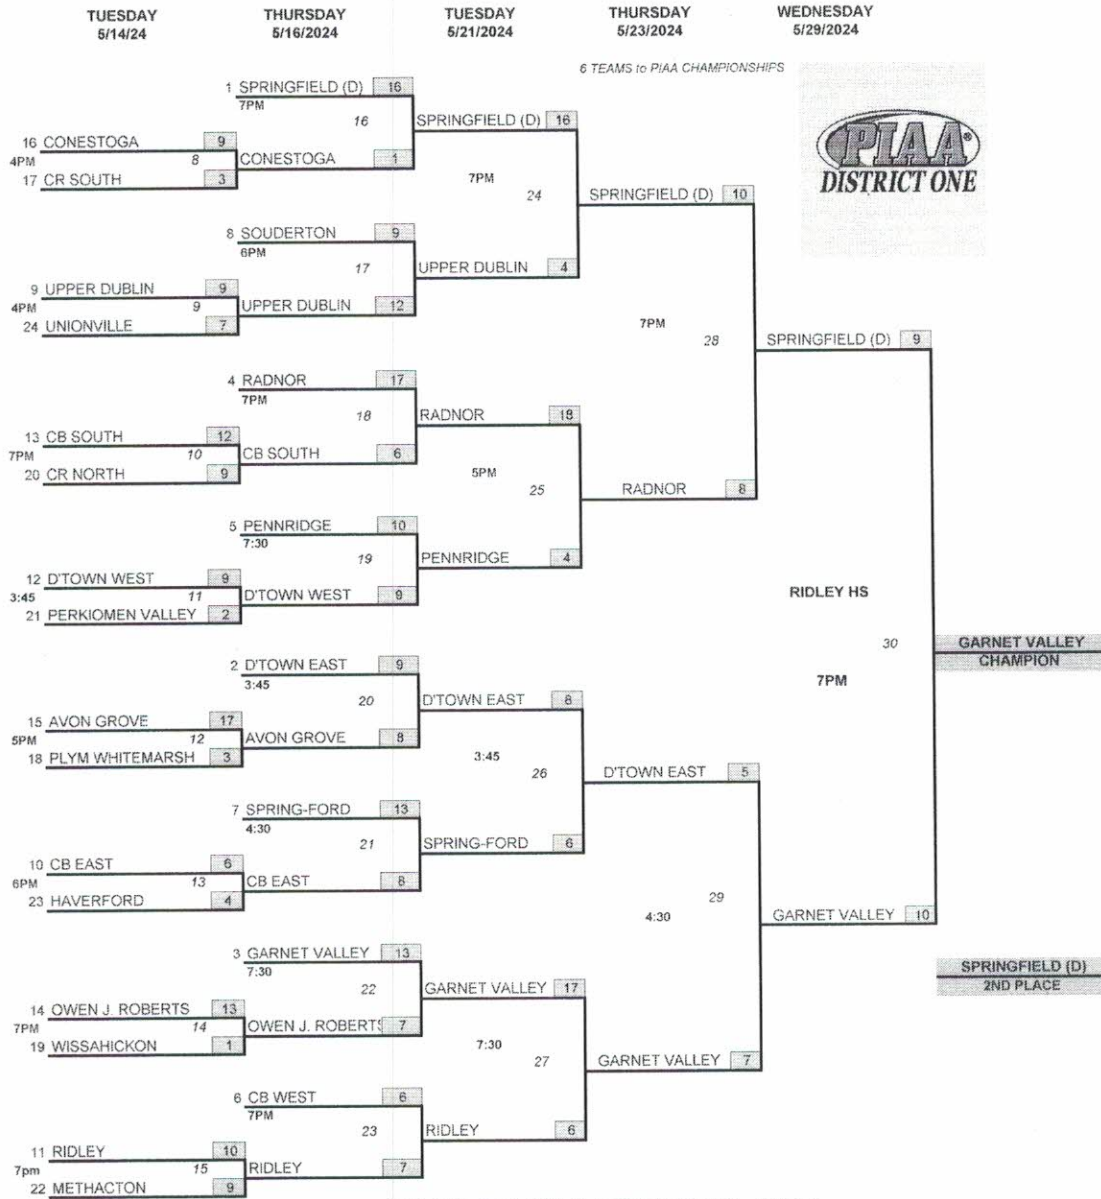 TUESDAY THURSDAY TUESDAY THURSDAY WEDNESDAY
5/14/24 5/16/2024 5/21/2024 5/23/2024 5/29/2024
6 TEAMS to PIAA CHAMPIONSHIPS
PIAA®
DISTRICT ONE
1 SPRINGFIELD (D) 16
7PM
16
SPRINGFIELD (D) 16
16 CONESTOGA 9
4PM
8
CONESTOGA 1
17 CR SOUTH 3
7PM
24
SPRINGFIELD (D) 10
8 SOUDERTON 9
6PM
17
UPPER DUBLIN 4
9 UPPER DUBLIN 9
4PM
9
UPPER DUBLIN 12
24 UNIONVILLE 7
7PM
28
SPRINGFIELD (D) 9
4 RADNOR 17
7PM
18
RADNOR 18
13 CB SOUTH 12
7PM
10
CB SOUTH 6
20 CR NORTH 9
5PM
25
RADNOR 8
5 PENNRIDGE 10
7:30
19
PENNRIDGE 4
12 D'TOWN WEST 9
3:45
11
D'TOWN WEST 9
21 PERKIOMEN VALLEY 2
RIDLEY HS
30
GARNET VALLEY
CHAMPION
7PM
2 D'TOWN EAST 9
3:45
20
D'TOWN EAST 8
15 AVON GROVE 17
5PM
12
AVON GROVE 8
18 PLYM WHITEMARSH 3
3:45
26
D'TOWN EAST 5
7 SPRING-FORD 13
4:30
21
SPRING-FORD 6
10 CB EAST 6
6PM
13
CB EAST 8
23 HAVERFORD 4
4:30
29
GARNET VALLEY 10
3 GARNET VALLEY 13
7:30
22
GARNET VALLEY 17
SPRINGFIELD (D)
2ND PLACE
14 OWEN J. ROBERTS 13
7PM
14
OWEN J. ROBERTS 7
19 WISSAHICKON 1
7:30
27
GARNET VALLEY 7
6 CB WEST 6
7PM
23
RIDLEY 6
11 RIDLEY 10
7pm
15
RIDLEY 7
22 METHACTON 9